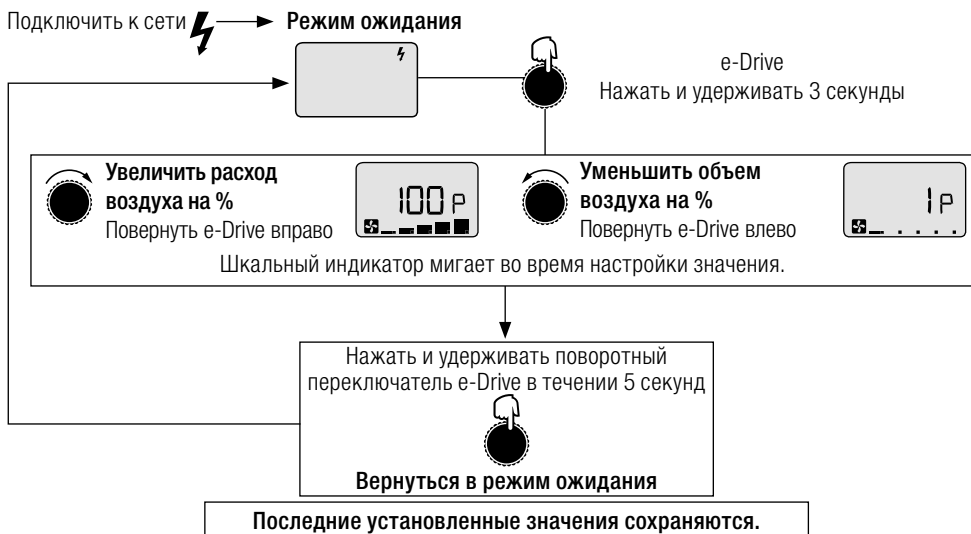 Подключить к сети
Режим ожидания
e-Drive
Нажать и удерживать 3 секунды
Увеличить расход
воздуха на %
Повернуть e-Drive вправо
100 P
Уменьшить объем
воздуха на %
Повернуть e-Drive влево
1 P
Шкальный индикатор мигает во время настройки значения.
Нажать и удерживать поворотный
переключатель e-Drive в течении 5 секунд
Вернуться в режим ожидания
Последние установленные значения сохраняются.